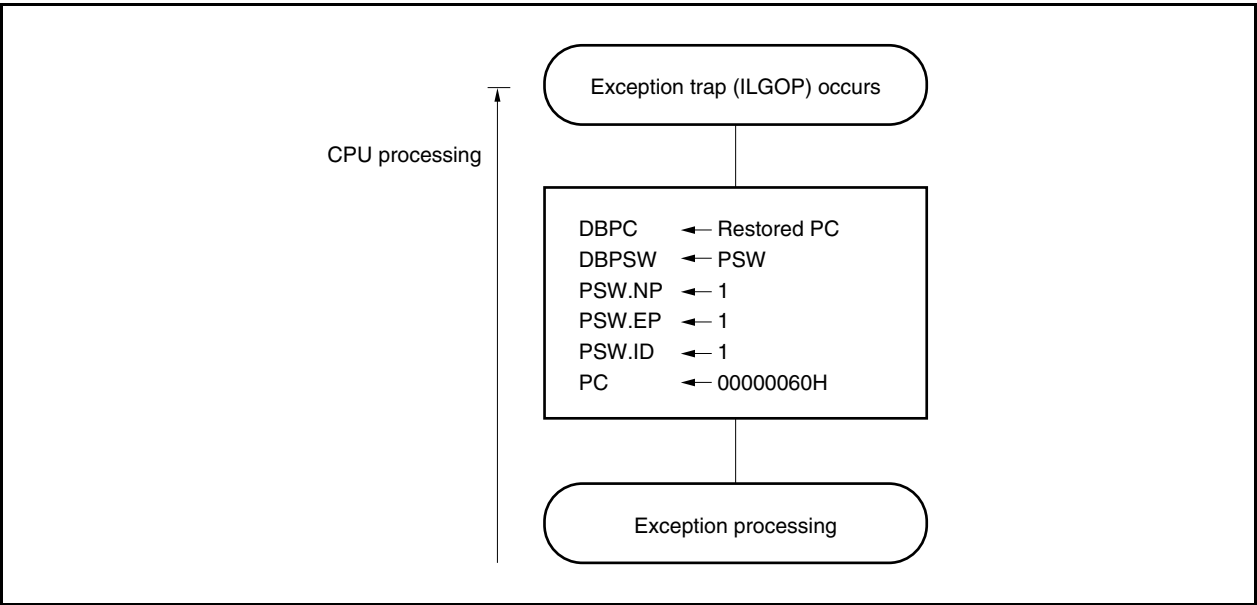 Exception trap (ILGOP) occurs
CPU processing
DBPC ← Restored PC
DBPSW ← PSW
PSW.NP ← 1
PSW.EP ← 1
PSW.ID ← 1
PC ← 00000060H
Exception processing